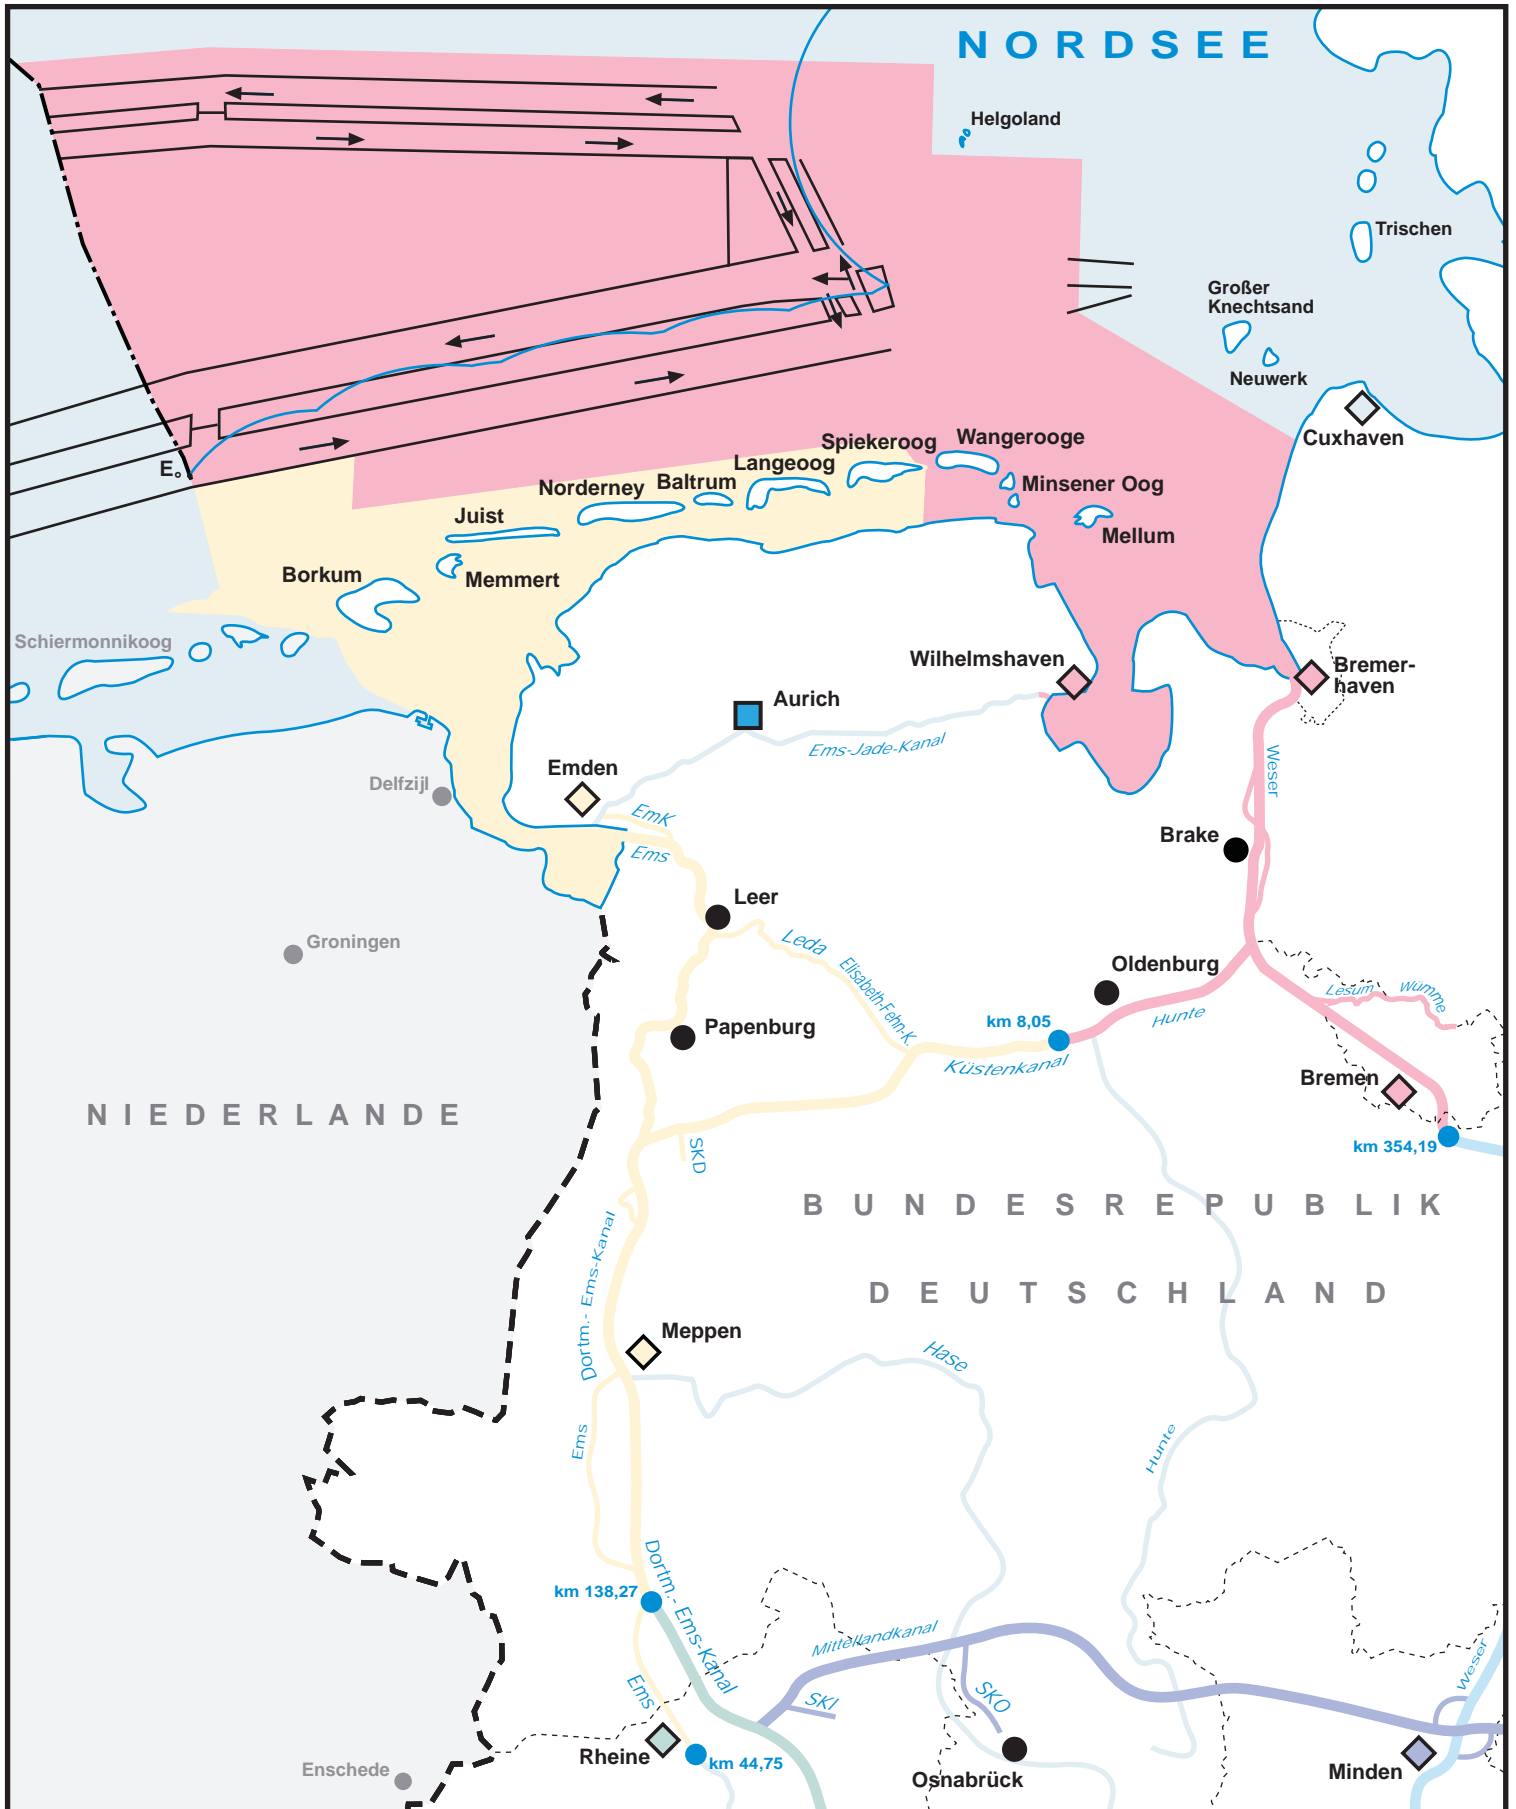 NORDSEE
Helgoland
Trischen
Großer
Knechtsand
Neuwerk
Cuxhaven
E.
Spiekeroog
Wangerooge
Langeoog
Baltrum
Norderney
Minsener Oog
Juist
Mellum
Borkum
Memmert
Schiermonnikoog
Wilhelmshaven
Bremer-
haven
Aurich
Ems-Jade-Kanal
Weser
Emden
Delfzijl
EmK
Ems
Brake
Leer
Leda
Elisabeth-Fehn-K.
Groningen
Oldenburg
Lesum
Wümme
km 8,05
Hunte
Papenburg
Küstenkanal
Bremen
NIEDERLANDE
km 354,19
SKD
BUNDESREPUBLIK
DEUTSCHLAND
Dortm.- Ems-Kanal
Meppen
Hase
Ems
Hunte
Dortm.- Ems-Kanal
km 138,27
Mittellandkanal
Weser
Ems
SKI
SKO
Rheine
km 44,75
Enschede
Osnabrück
Minden